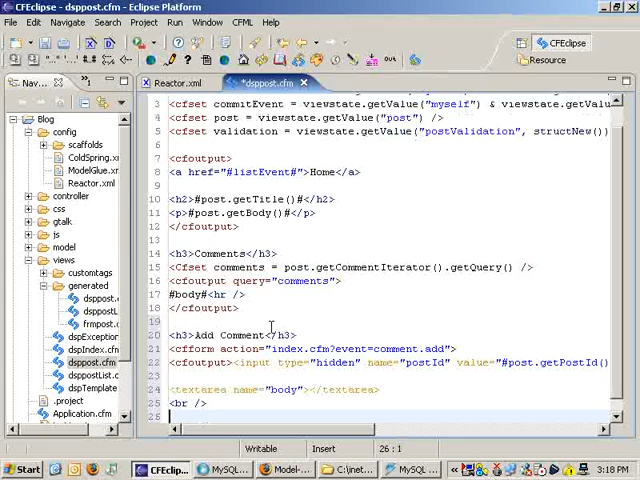 CFEclipse - dsppost.cfm - Eclipse Platform
File Edit Navigate Search Project Run Window CFML Help
CFEclipse
Resource
Nav
Reactor.xml
*dsppost.cfm
Blog
config
scaffolds
ColdSpring.xm
ModelGlue.xm
Reactor.xml
controller
css
gtalk
js
model
views
customtags
generated
dsppost.
dsppostL
frmpost.c
dspException
dspIndex.cfm
dsppost.cfm
dsppostList.c
dspTemplate
.project
Application.cfm
3 <cfset commitEvent = viewstate.getValue("myself") & viewstate.getVa
4 <cfset post = viewstate.getValue("post") />
5 <cfset validation = viewstate.getValue("postValidation", structNew())
6
7 <cfoutput>
8 <a href="#listEvent#">Home</a>
9
10 <h2>#post.getTitle()#</h2>
11 <p>#post.getBody()#</p>
12 </cfoutput>
13
14 <h3>Comments</h3>
15 <Cfset comments = post.getCommentIterator().getQuery() />
16 <cfoutput query="comments">
17 #body#<hr />
18 </cfoutput>
19
20 <h3>Add Comment</h3>
21 <cfform action="index.cfm?event=comment.add">
22 <cfoutput><input type="hidden" name="postId" value="#post.getPostId()
23
24 <textarea name="body"></textarea>
25 <br />
26
Writable Insert 26 : 1
Start CFEclip... MySQL ... Model-... C:\inet... MySQL ... 3:18 PM